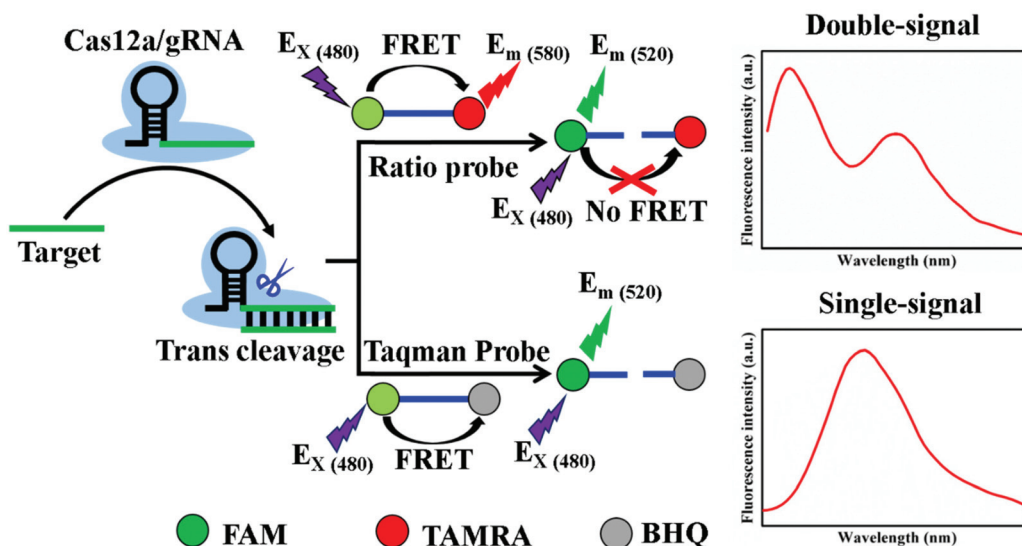 Cas12a/gRNA
Target
Trans cleavage
EX (480)
FRET
Em (580)
Ratio probe
Em (520)
EX (480)
No FRET
Taqman Probe
EX (480)
FRET
Em (520)
EX (480)
FAM
TAMRA
BHQ
Double-signal
Fluorescence intensity (a.u.)
Wavelength (nm)
Single-signal
Fluorescence intensity (a.u.)
Wavelength (nm)